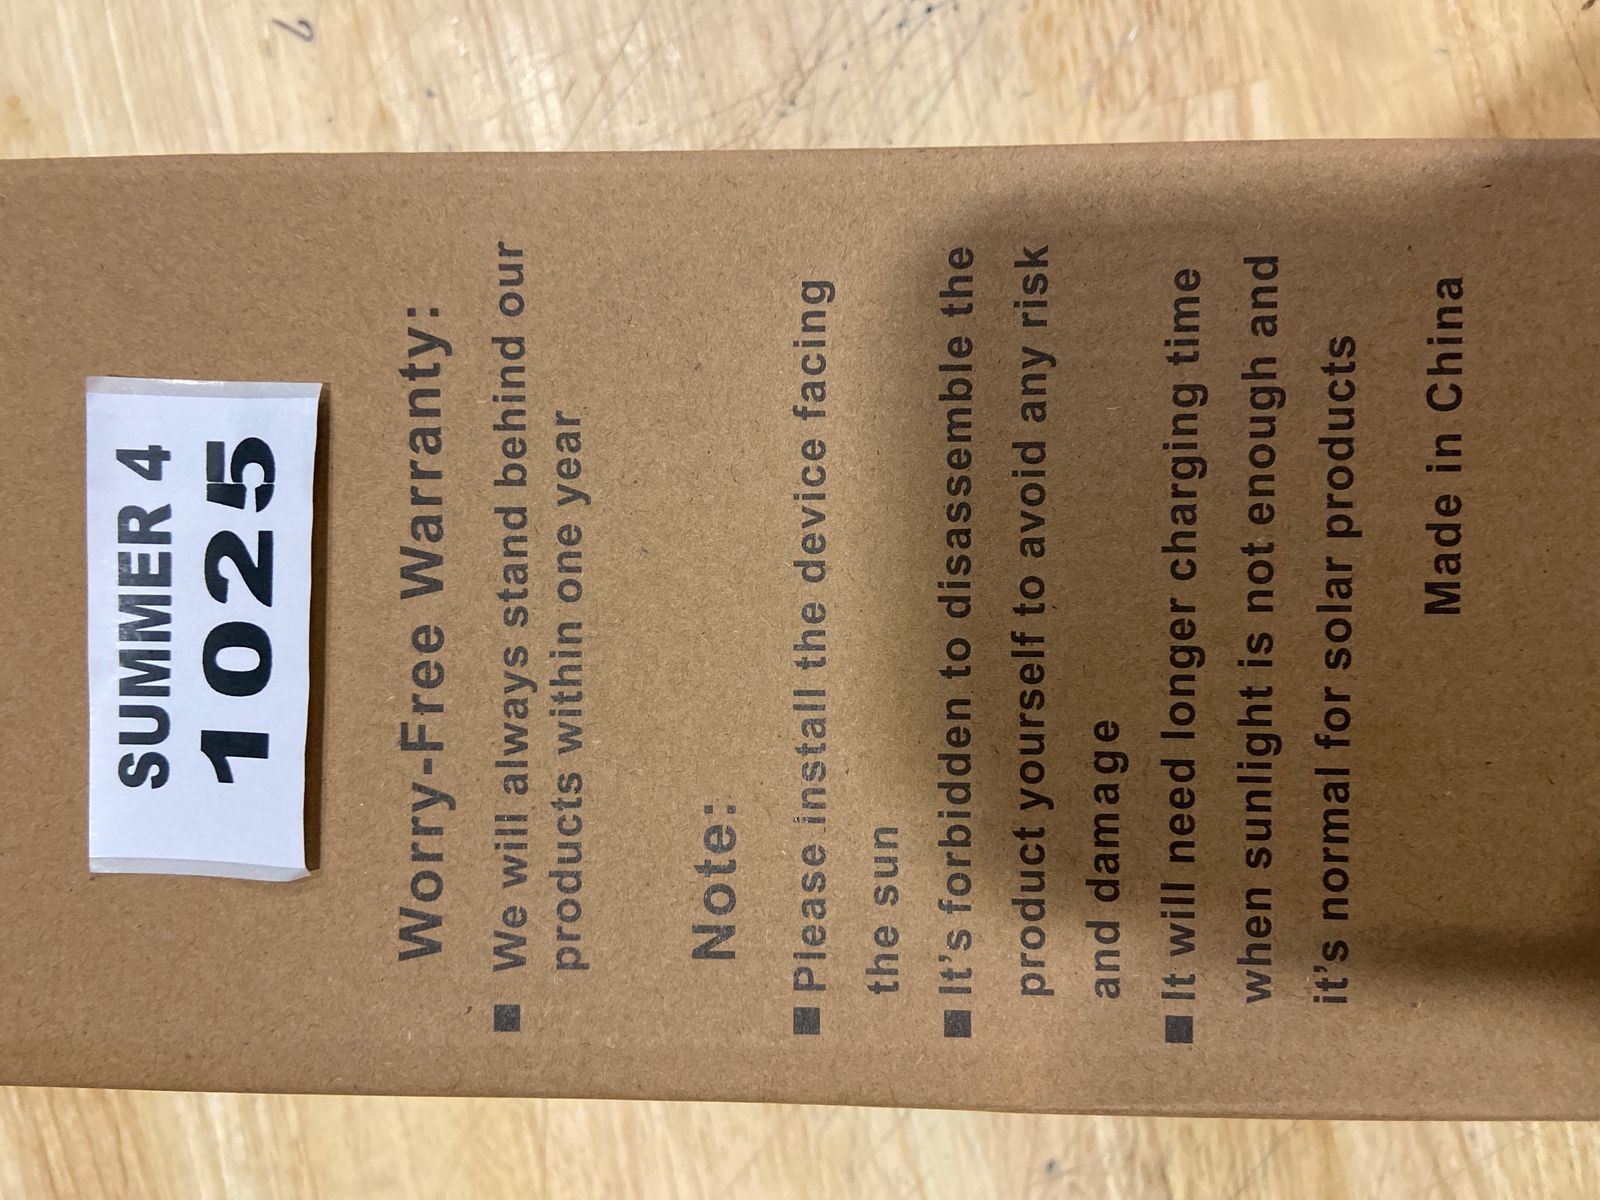 SUMMER 4
1025
Worry-Free Warranty:
■ We will always stand behind our
products within one year
Note:
■ Please install the device facing
the sun
■ It's forbidden to disassemble the
product yourself to avoid any risk
and damage
■ It will need longer charging time
when sunlight is not enough and
it's normal for solar products
Made in China